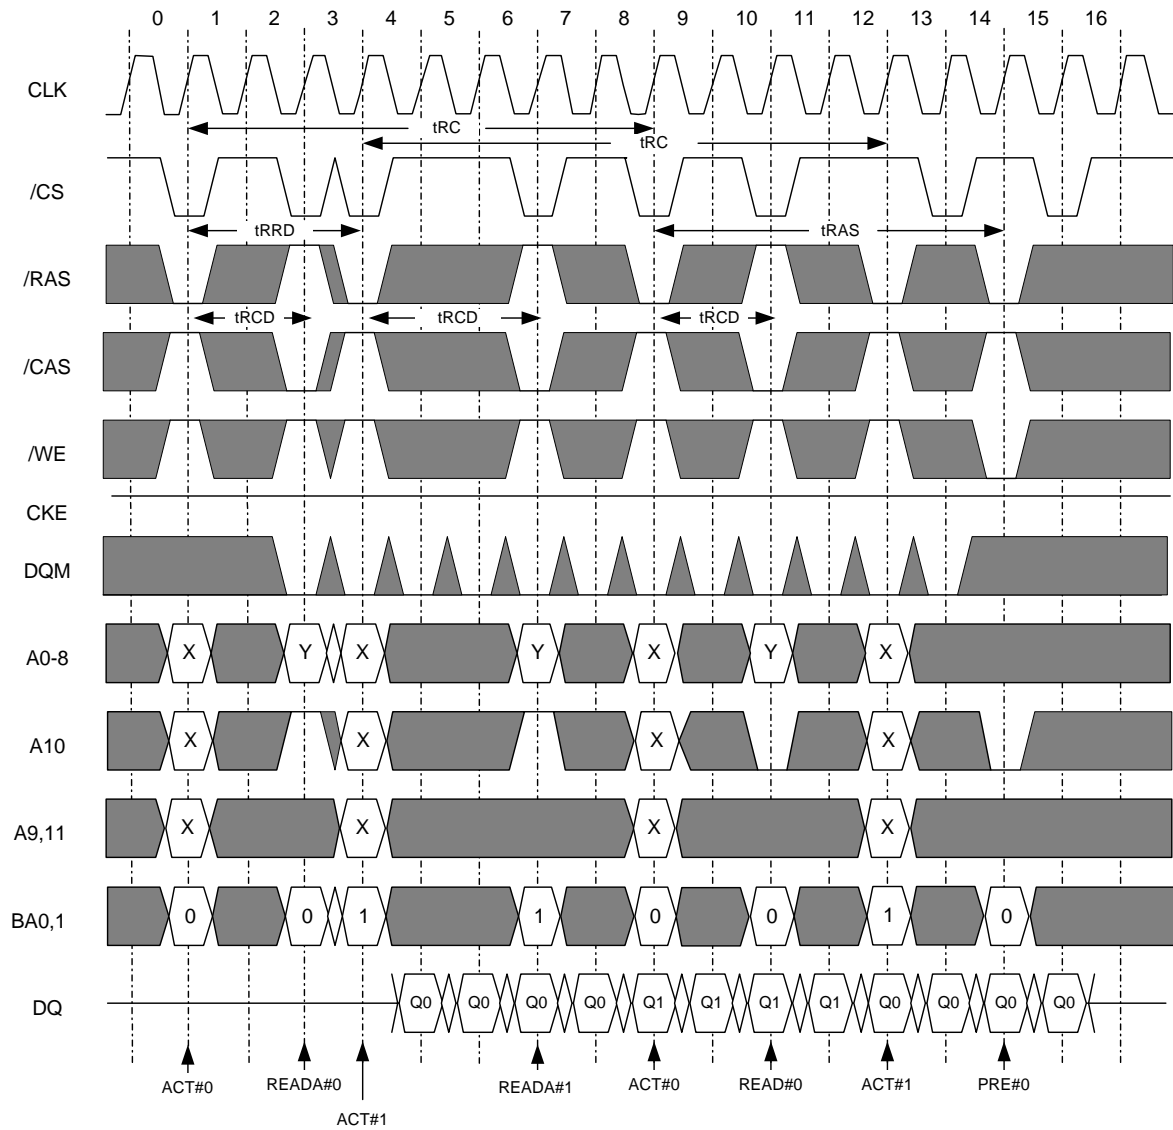 0 1 2 3 4 5 6 7 8 9 10 11 12 13 14 15 16
CLK
tRC
tRC
/CS
tRRD
tRAS
/RAS
tRCD tRCD tRCD
/CAS
/WE
CKE
DQM
A0-8 X Y X Y X Y X
A10 X X X X
A9,11 X X X X
BA0,1 0 0 1 1 0 0 1 0
DQ Q0 Q0 Q0 Q0 Q1 Q1 Q1 Q1 Q0 Q0 Q0 Q0
ACT#0 READA#0 READA#1 ACT#0 READ#0 ACT#1 PRE#0
ACT#1